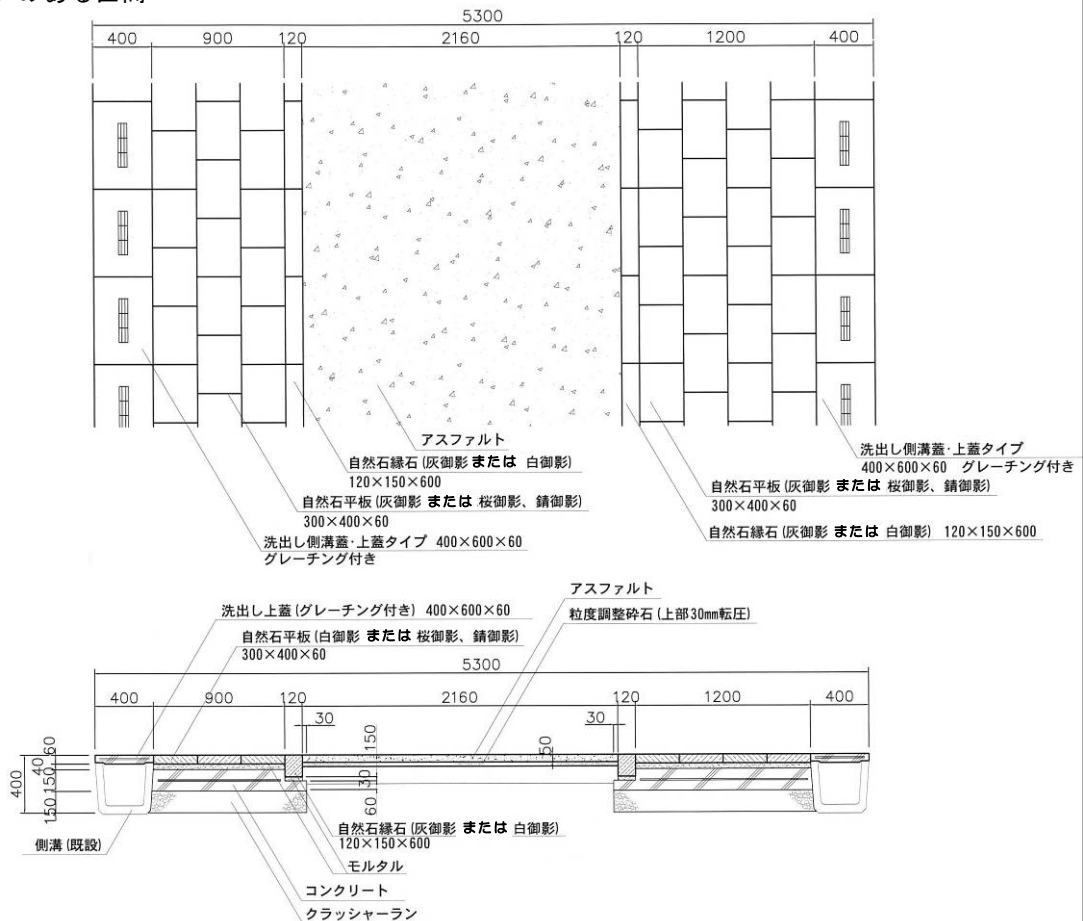 5300
400 900 120 2160 120 1200 400
アスファルト
自然石縁石(灰御影 または 白御影)
120×150×600
自然石平板(灰御影 または 桜御影、錆御影)
300×400×60
洗出し側溝蓋・上蓋タイプ 400×600×60
グレーチング付き
洗出し側溝蓋・上蓋タイプ
400×600×60 グレーチング付き
自然石平板(灰御影 または 桜御影、錆御影)
300×400×60
自然石縁石(灰御影 または 白御影) 120×150×600
アスファルト
粒度調整砕石(上部30mm転圧)
洗出し上蓋(グレーチング付き) 400×600×60
自然石平板(白御影 または 桜御影、錆御影)
300×400×60
5300
400 900 120 2160 120 1200 400
30 150 30 50
400 60 40 150 150
30 60
自然石縁石(灰御影 または 白御影)
120×150×600
側溝(既設)
モルタル
コンクリート
クラッシャーラン